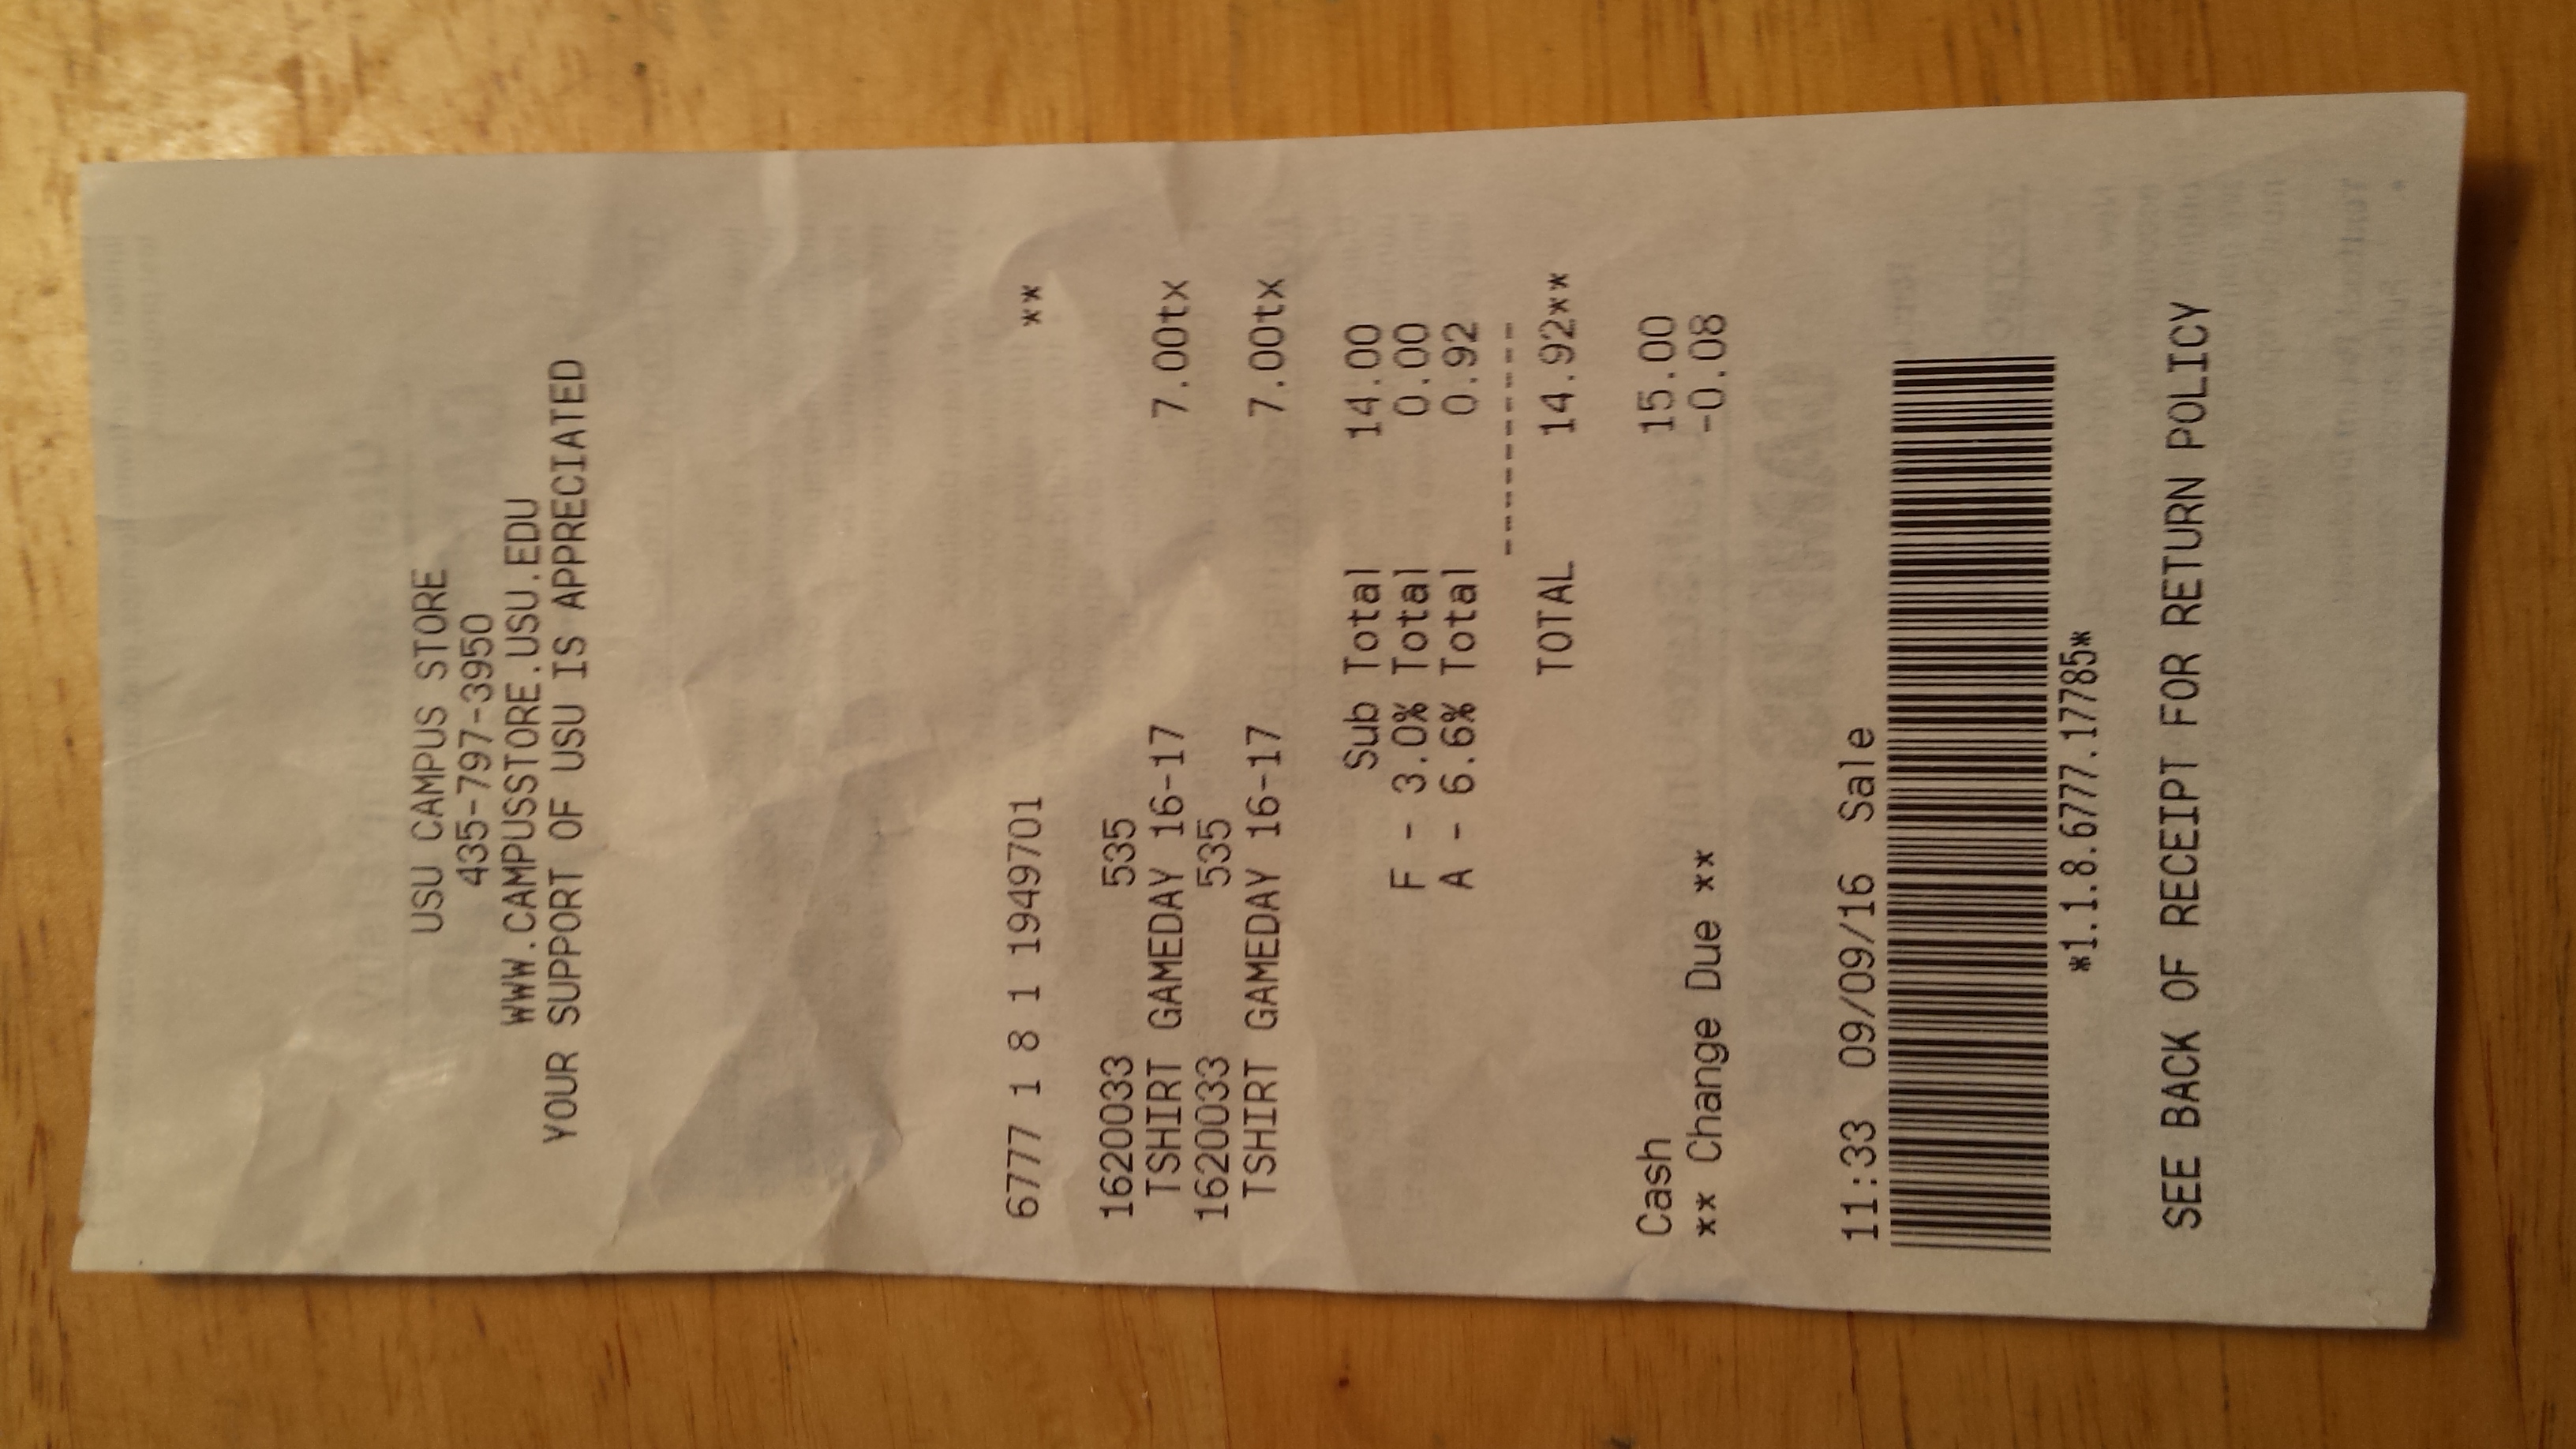 USU CAMPUS STORE
435-797-3950
WWW.CAMPUSSTORE.USU.EDU
YOUR SUPPORT OF USU IS APPRECIATED
6777 1 8 1 1949701 **
1620033 535
TSHIRT GAMEDAY 16-17 7.00tx
1620033 535
TSHIRT GAMEDAY 16-17 7.00tx
Sub Total 14.00
F - 3.0% Total 0.00
A - 6.6% Total 0.92
----------
TOTAL 14.92**
Cash 15.00
** Change Due ** -0.08
11:33 09/09/16 Sale
*1.1.8.6777.17785*
SEE BACK OF RECEIPT FOR RETURN POLICY